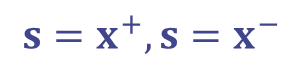 s = x⁺, s = x⁻